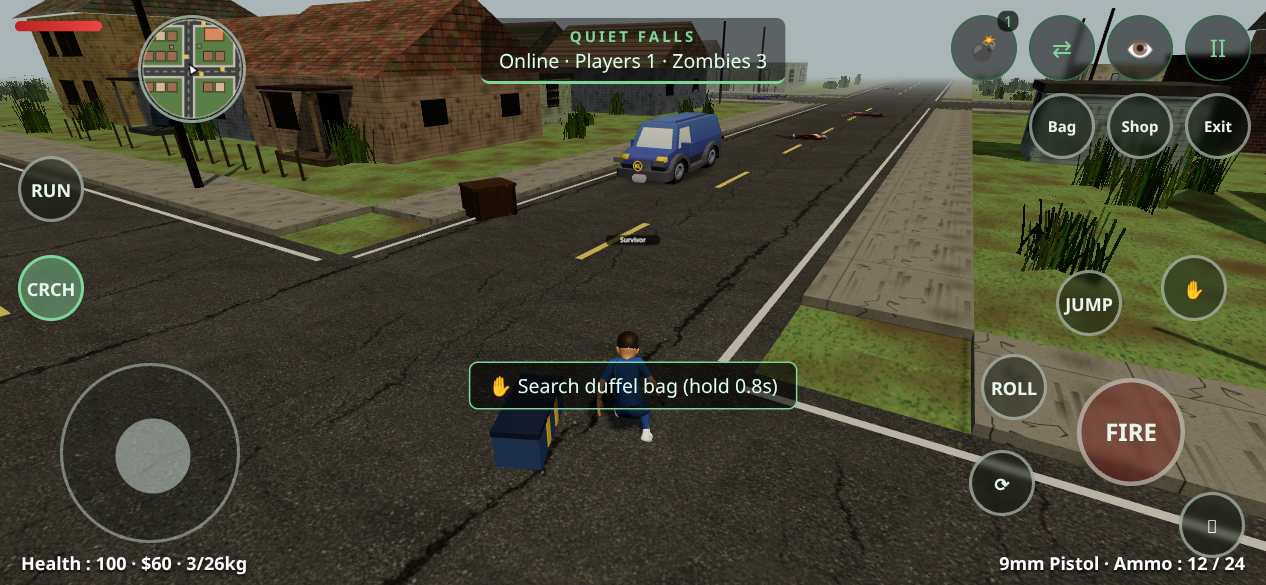 QUIET FALLS
Online · Players 1 · Zombies 3
1
Bag
Shop
Exit
RUN
CRCH
Survivor
JUMP
✋ Search duffel bag (hold 0.8s)
ROLL
FIRE
Health : 100 · $60 · 3/26kg
9mm Pistol · Ammo : 12 / 24